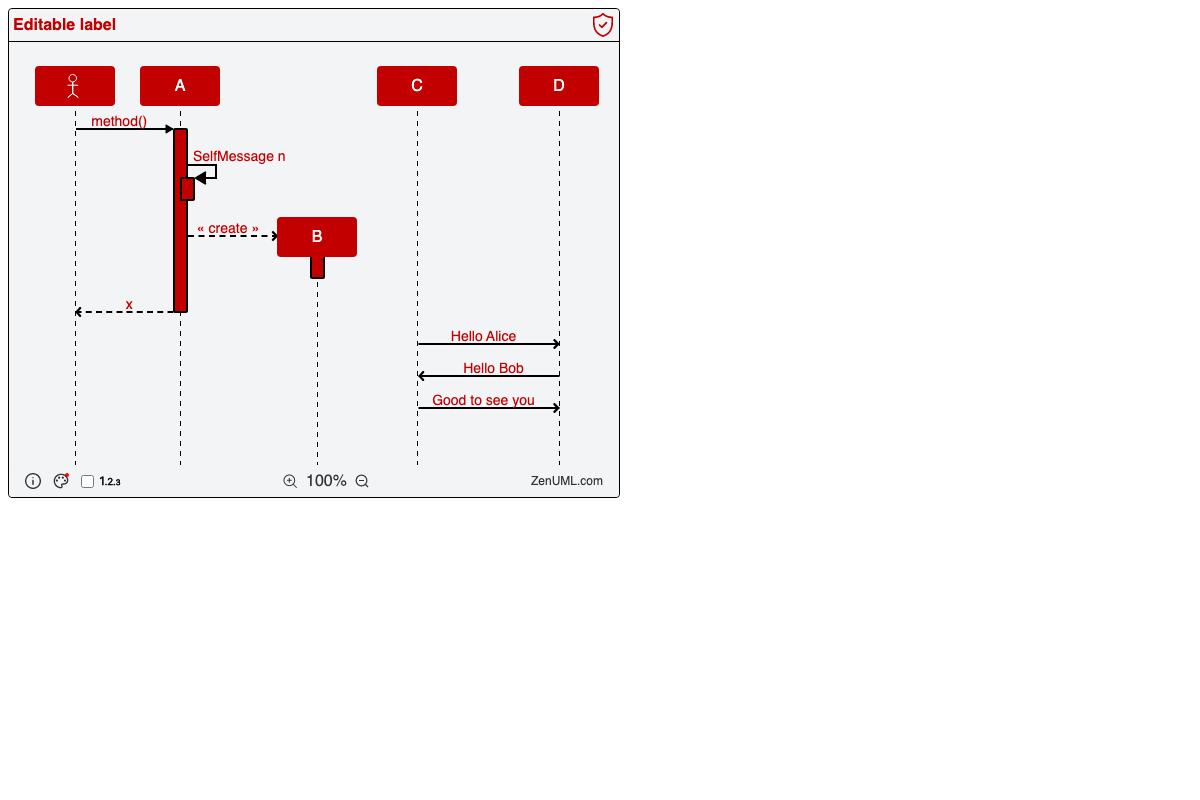 Editable label
A
C
D
method()
SelfMessage n
« create »
B
x
Hello Alice
Hello Bob
Good to see you
1.2.3
100%
ZenUML.com